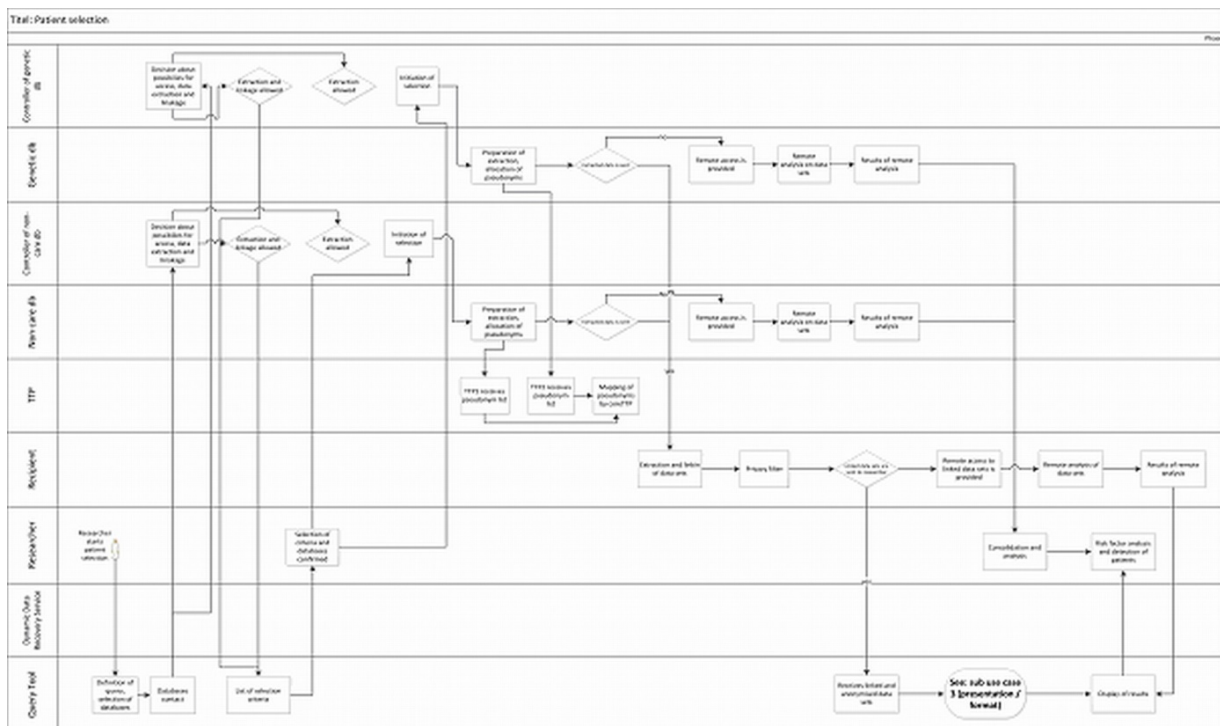 Titel: Patient selection
Controller of genetic
db
Decision about
possibilities for
access, data
extraction and
linkage
Extraction and
linkage allowed
Extraction
allowed
Initiation of
selection
Genetic db
Preparation of
extraction,
allocation of
pseudonyms
Remote access is
provided
Remote
analysis on data
sets
Results of remote
analysis
Controller of non-
care db
Decision about
possibilities for
access, data
extraction and
linkage
Extraction and
linkage allowed
Extraction
allowed
Initiation of
selection
Non-care db
Preparation of
extraction,
allocation of
pseudonyms
Remote access is
provided
Remote
analysis on data
sets
Results of remote
analysis
TTP
receives
pseudonym list
receives
pseudonym
list
Mapping of
pseudonyms
by
Recipient
Extraction and
of data sets
Privacy filter
Remote access to
linked data sets is
provided
Remote analysis of
data sets
Results of remote
analysis
Researcher
Researcher
starts
patient
selection
Selection of
criteria and
databases
confirmed
Consolidation and
analysis
Risk factor analysis
and detection of
patients
Dynamic Data
Discovery Service
Query Tool
Definition of
query,
selection of
databases
Databases
contact
List of selection
criteria
Receives linked and
anonymised data
sets
See: sub use case
3 (presentation /
format)
Display of results